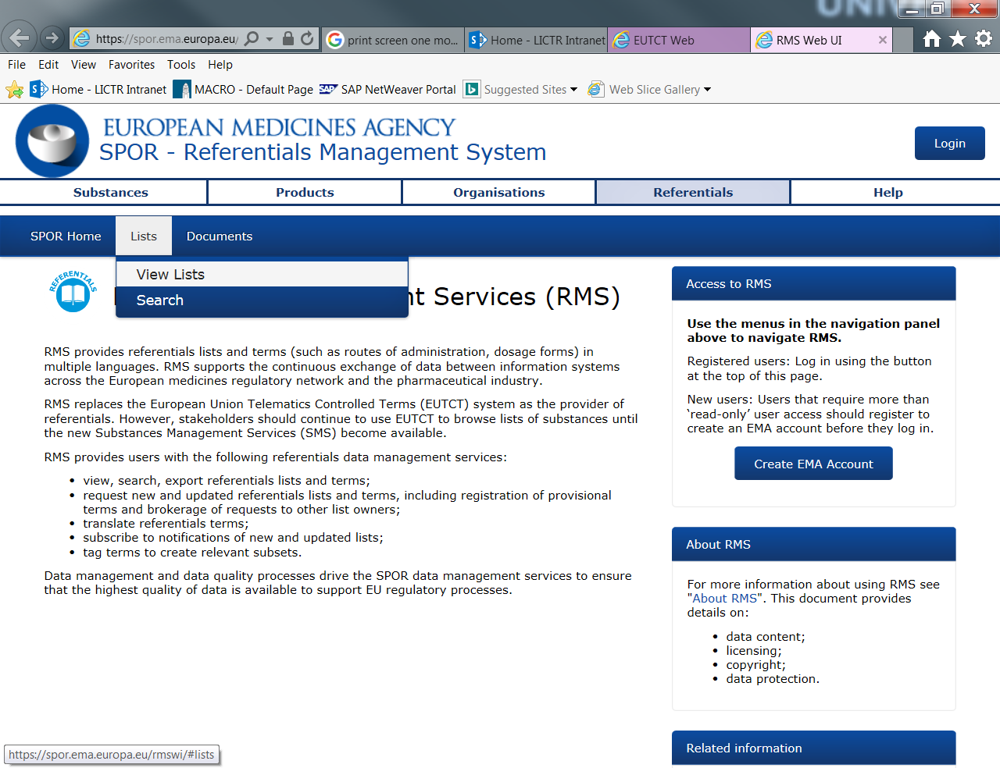 UNIV
https://spor.ema.europa.eu/
print screen one mo...
Home - LICTR Intranet
EUTCT Web
RMS Web UI
File Edit View Favorites Tools Help
Home - LICTR Intranet MACRO - Default Page SAP SAP NetWeaver Portal Suggested Sites Web Slice Gallery
EUROPEAN MEDICINES AGENCY
SPOR - Referentials Management System
Login
Substances Products Organisations Referentials Help
SPOR Home Lists Documents
View Lists
Search
REFERENTIALS
nt Services (RMS)
RMS provides referentials lists and terms (such as routes of administration, dosage forms) in
multiple languages. RMS supports the continuous exchange of data between information systems
across the European medicines regulatory network and the pharmaceutical industry.
RMS replaces the European Union Telematics Controlled Terms (EUTCT) system as the provider of
referentials. However, stakeholders should continue to use EUTCT to browse lists of substances until
the new Substances Management Services (SMS) become available.
RMS provides users with the following referentials data management services:
• view, search, export referentials lists and terms;
• request new and updated referentials lists and terms, including registration of provisional
terms and brokerage of requests to other list owners;
• translate referentials terms;
• subscribe to notifications of new and updated lists;
• tag terms to create relevant subsets.
Data management and data quality processes drive the SPOR data management services to ensure
that the highest quality of data is available to support EU regulatory processes.
Access to RMS
Use the menus in the navigation panel
above to navigate RMS.
Registered users: Log in using the button
at the top of this page.
New users: Users that require more than
‘read-only’ user access should register to
create an EMA account before they log in.
Create EMA Account
About RMS
For more information about using RMS see
"About RMS". This document provides
details on:
• data content;
• licensing;
• copyright;
• data protection.
Related information
https://spor.ema.europa.eu/rmswi/#lists